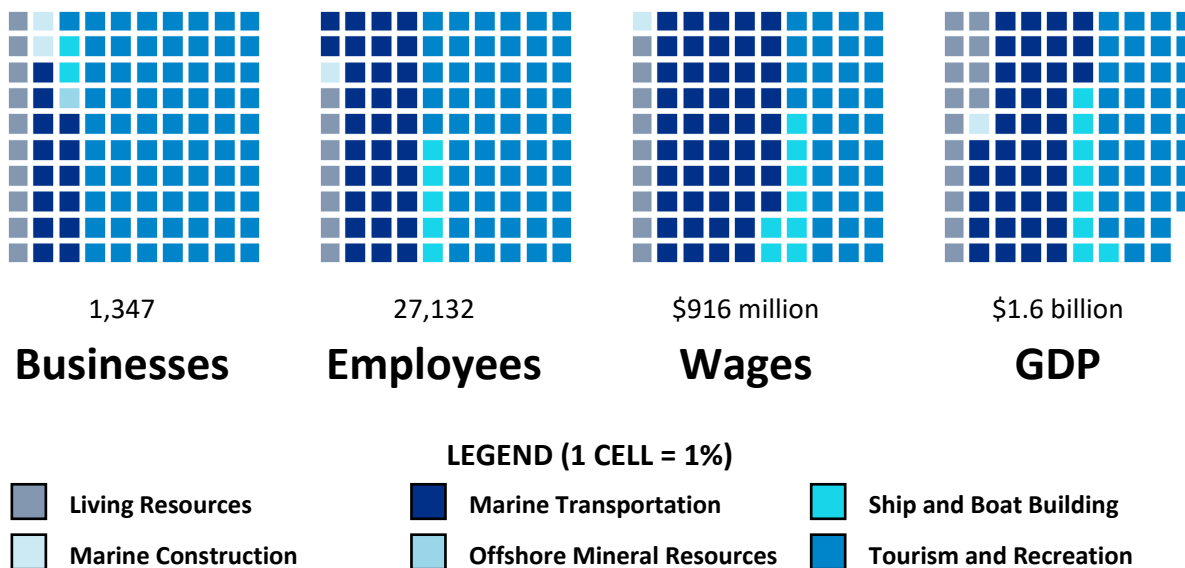 1,347 27,132 $916 million $1.6 billion
Businesses Employees Wages GDP
LEGEND (1 CELL = 1%)
Living Resources Marine Transportation Ship and Boat Building
Marine Construction Offshore Mineral Resources Tourism and Recreation